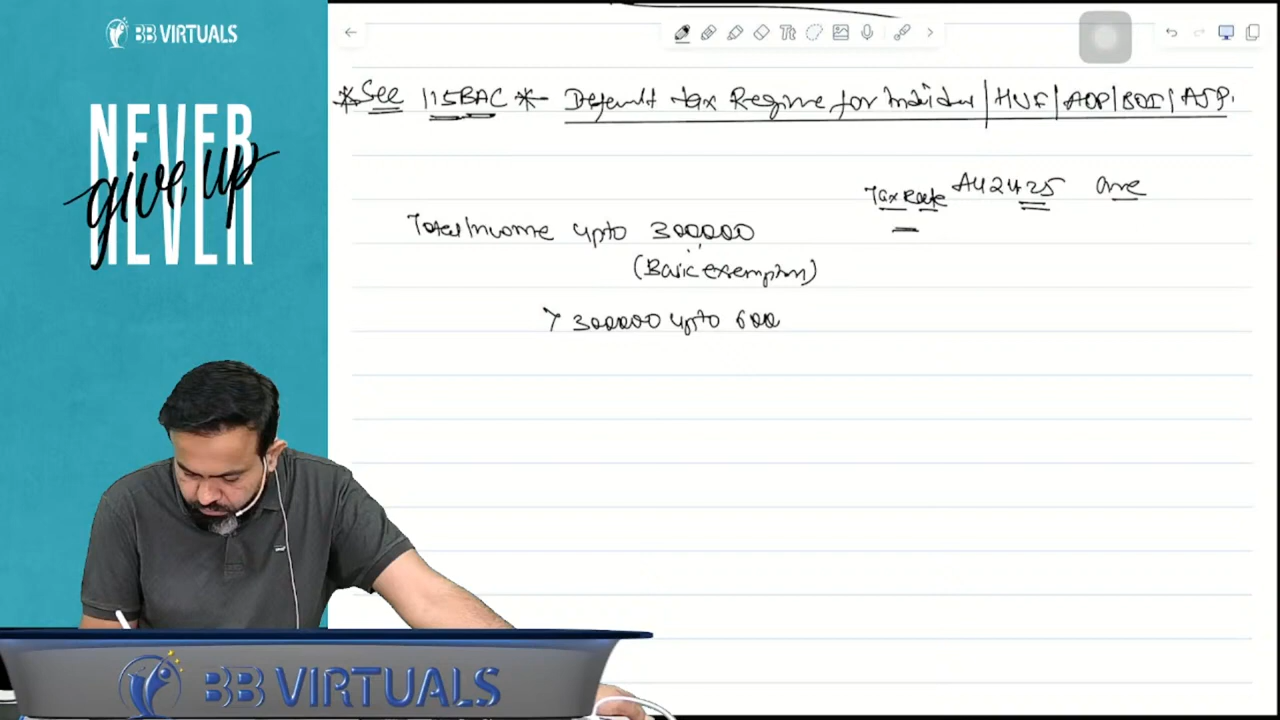 BB VIRTUALS
NEVER
give up
NEVER
*See 115BAC *- Default tax Regime for Individual | HUF | AOP | BOI | AJP.
Tax Rate AY 24 25 are
Total Income upto 300000
(Basic exemption)
> 300000 upto 600
BB VIRTUALS